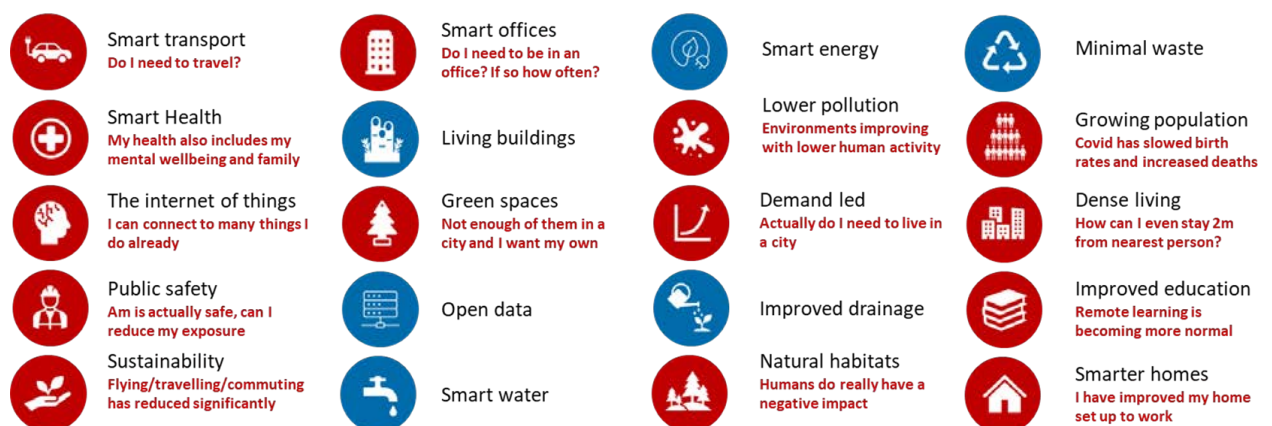 Smart transport
Do I need to travel?
Smart Health
My health also includes my
mental wellbeing and family
The internet of things
I can connect to many things I
do already
Public safety
Am is actually safe, can I
reduce my exposure
Sustainability
Flying/travelling/commuting
has reduced significantly
Smart offices
Do I need to be in an
office? If so how often?
Living buildings
Green spaces
Not enough of them in a
city and I want my own
Open data
Smart water
Smart energy
Lower pollution
Environments improving
with lower human activity
Demand led
Actually do I need to live in
a city
Improved drainage
Natural habitats
Humans do really have a
negative impact
Minimal waste
Growing population
Covid has slowed birth
rates and increased deaths
Dense living
How can I even stay 2m
from nearest person?
Improved education
Remote learning is
becoming more normal
Smarter homes
I have improved my home
set up to work